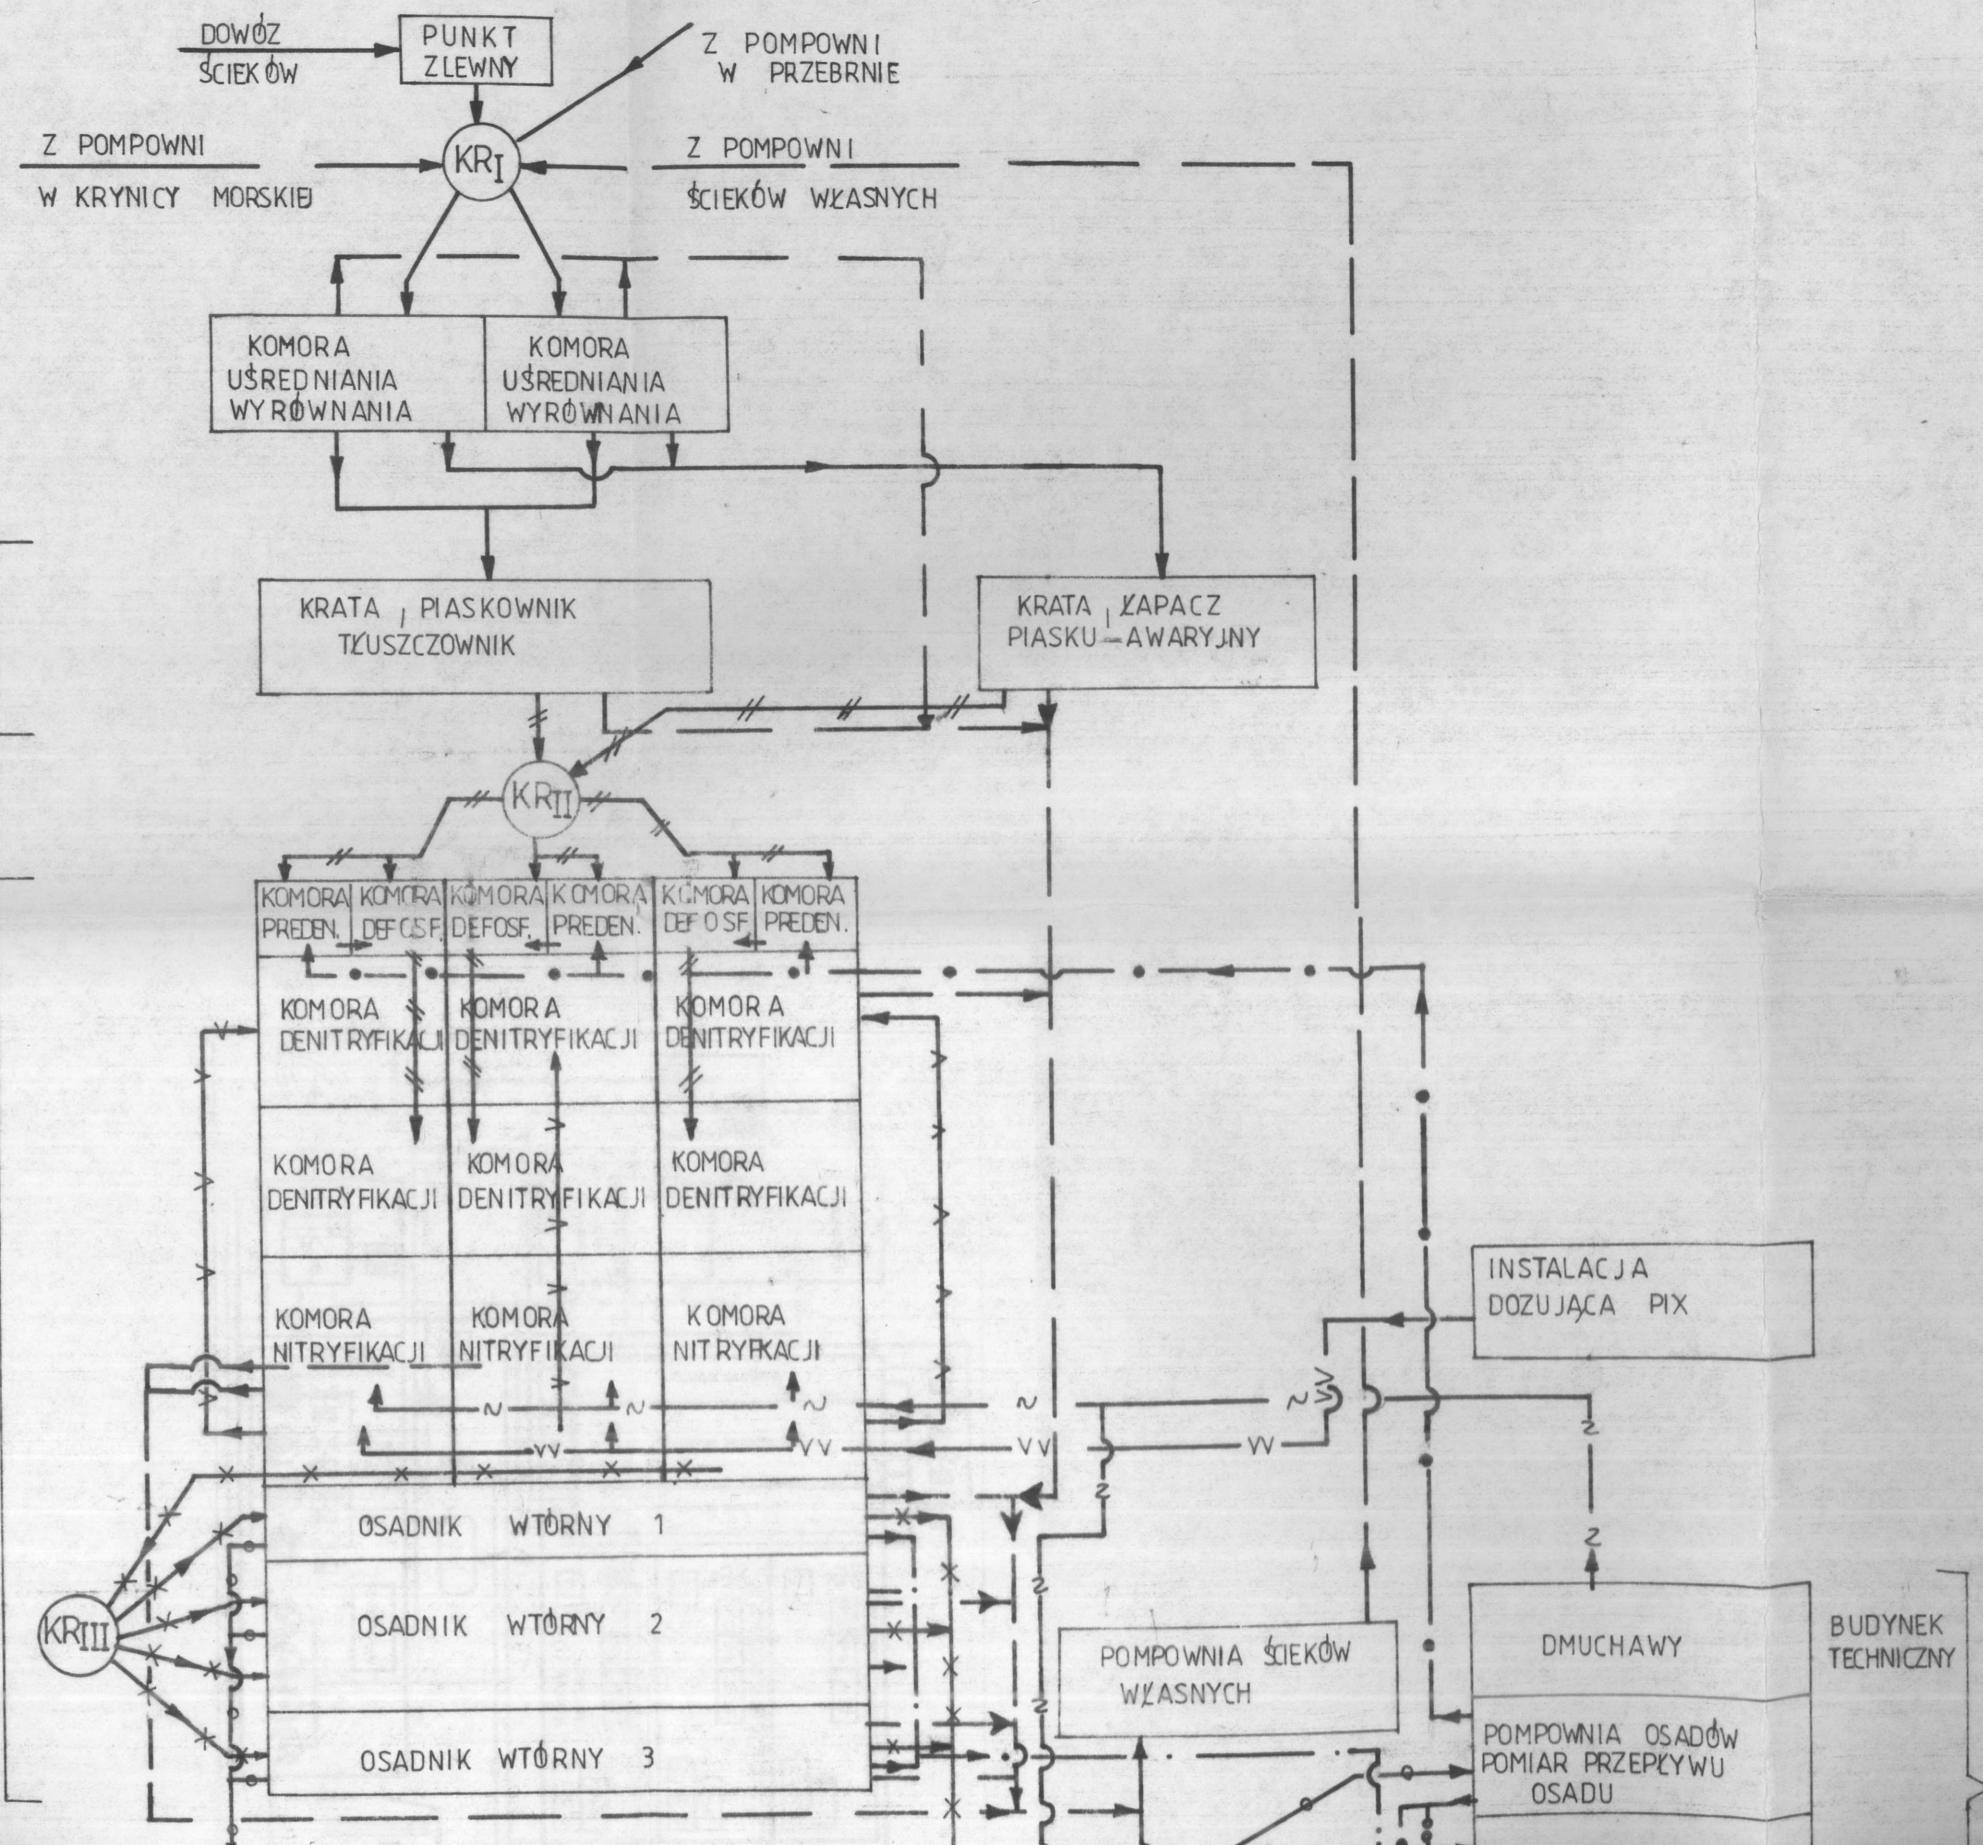 DOWÓZ
ŚCIEKÓW
PUNKT
ZLEWNY
Z POMPOWNI
W PRZEBRNIE
Z POMPOWNI
W KRYNICY MORSKIEJ
KRI
Z POMPOWNI
ŚCIEKÓW WŁASNYCH
KOMORA
UŚREDNIANIA
WYRÓWNANIA
KOMORA
UŚREDNIANIA
WYRÓWNANIA
KRATA, PIASKOWNIK
TŁUSZCZOWNIK
KRATA, ŁAPACZ
PIASKU-AWARYJNY
KRII
KOMORA
PREDEN.
KOMORA
DEFOSF.
KOMORA
DEFOSF.
KOMORA
PREDEN.
KOMORA
DEFOSF.
KOMORA
PREDEN.
KOMORA
DENITRYFIKACJI
KOMORA
DENITRYFIKACJI
KOMORA
DENITRYFIKACJI
KOMORA
DENITRYFIKACJI
KOMORA
DENITRYFIKACJI
KOMORA
DENITRYFIKACJI
KOMORA
NITRYFIKACJI
KOMORA
NITRYFIKACJI
KOMORA
NITRYFIKACJI
INSTALACJA
DOZUJĄCA PIX
OSADNIK WTÓRNY 1
OSADNIK WTÓRNY 2
OSADNIK WTÓRNY 3
KRIII
POMPOWNIA ŚCIEKÓW
WŁASNYCH
DMUCHAWY
BUDYNEK
TECHNICZNY
POMPOWNIA OSADÓW
POMIAR PRZEPŁYWU
OSADU